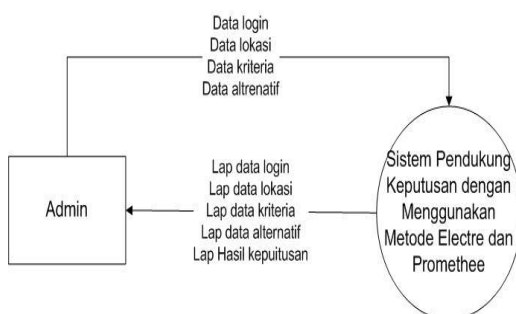 Data login
Data lokasi
Data kriteria
Data altrenatif
Admin
Lap data login
Lap data lokasi
Lap data kriteria
Lap data alternatif
Lap Hasil kepuitusan
Sistem Pendukung
Keputusan dengan
Menggunakan
Metode Electre dan
Promethee